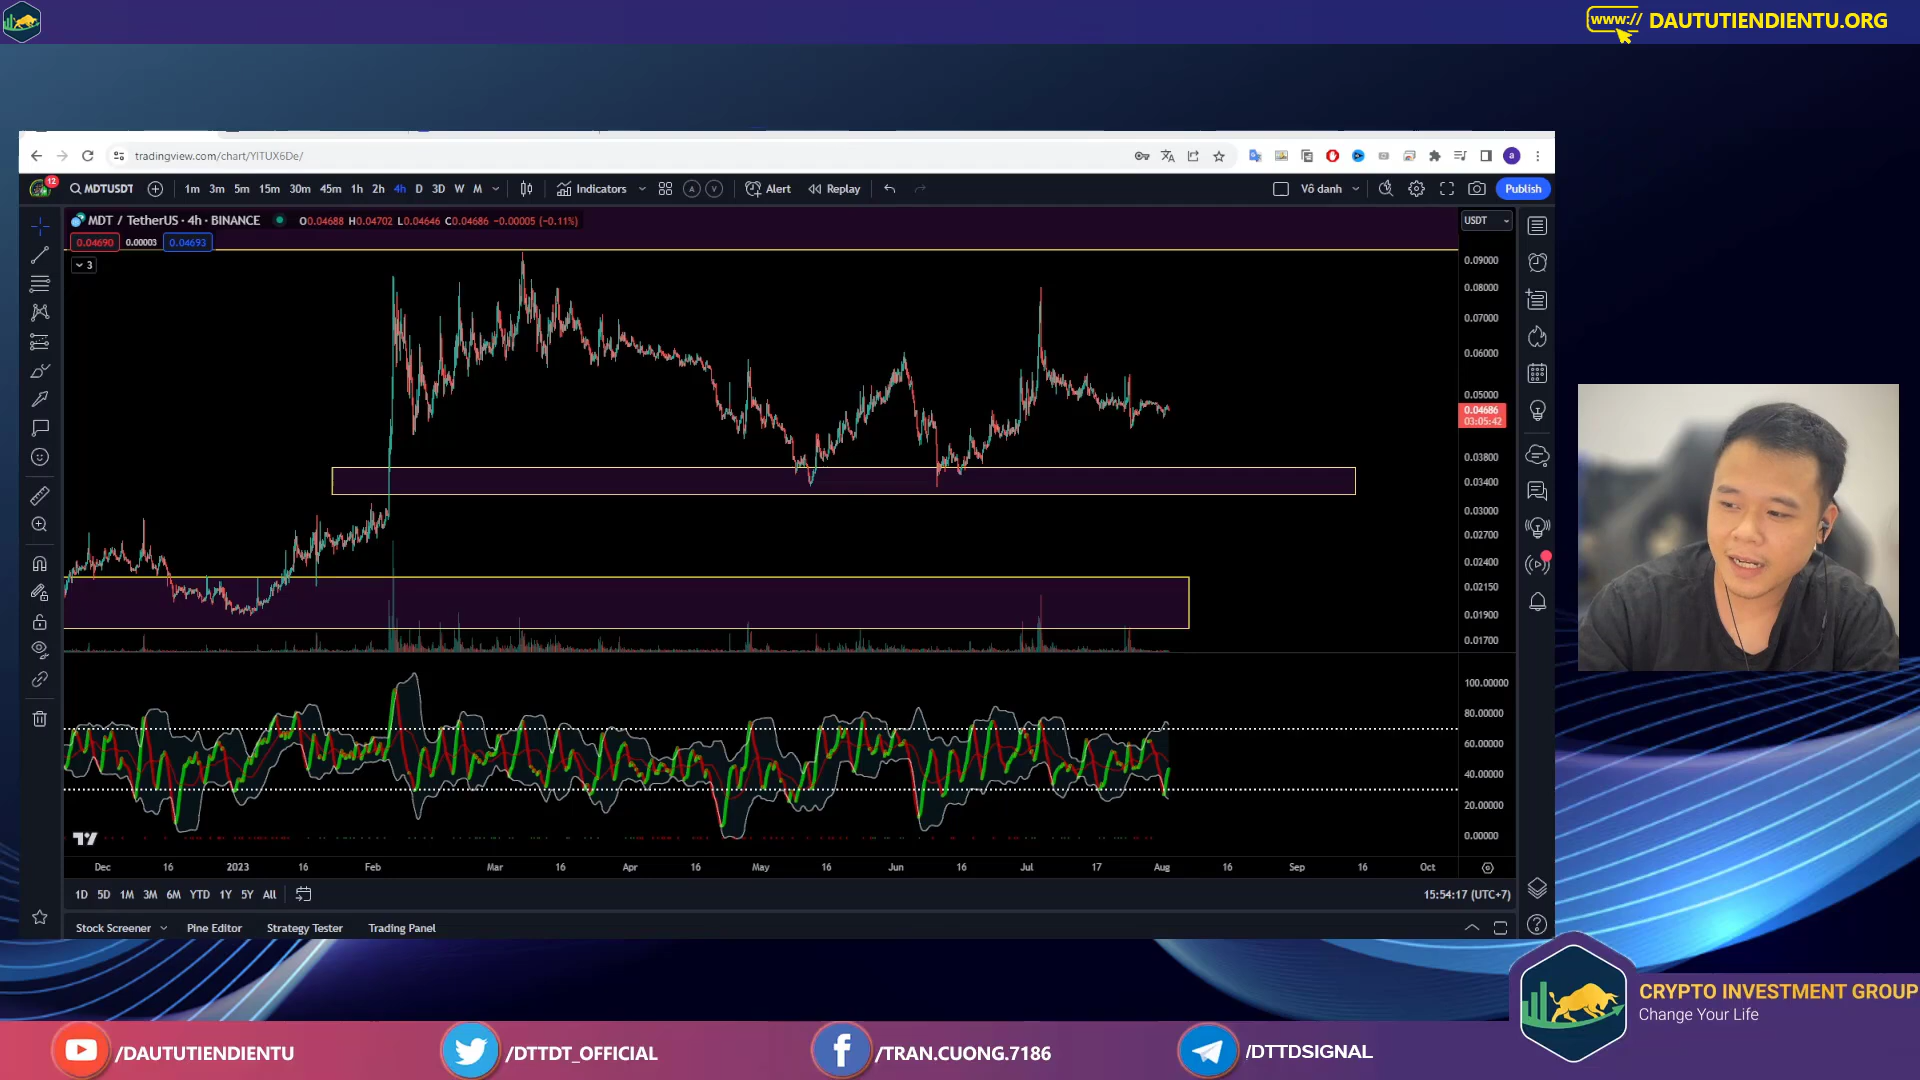 www://
DAUTUTIENDIENTU.ORG
tradingview.com/chart/YlTUX6De/
12
MDTUSDT
1m 3m 5m 15m 30m 45m 1h 2h 4h D 3D W M
Indicators
Alert
Replay
Vô danh
Publish
MDT / TetherUS · 4h · BINANCE
O0.04688 H0.04702 L0.04646 C0.04686 −0.00005 (−0.11%)
USDT
0.04690 0.00003 0.04693
3
0.09000
0.08000
0.07000
0.06000
0.05000
0.04686
03:05:42
0.03800
0.03400
0.03000
0.02700
0.02400
0.02150
0.01900
0.01700
100.00000
80.00000
60.00000
40.00000
20.00000
0.00000
Dec 16 2023 16 Feb Mar 16 Apr 16 May 16 Jun 16 Jul 17 Aug 16 Sep 16 Oct
1D 5D 1M 3M 6M YTD 1Y 5Y All
15:54:17 (UTC+7)
Stock Screener Pine Editor Strategy Tester Trading Panel
CRYPTO INVESTMENT GROUP
Change Your Life
/DAUTUTIENDIENTU
/DTTDT_OFFICIAL
/TRAN.CUONG.7186
/DTTDSIGNAL